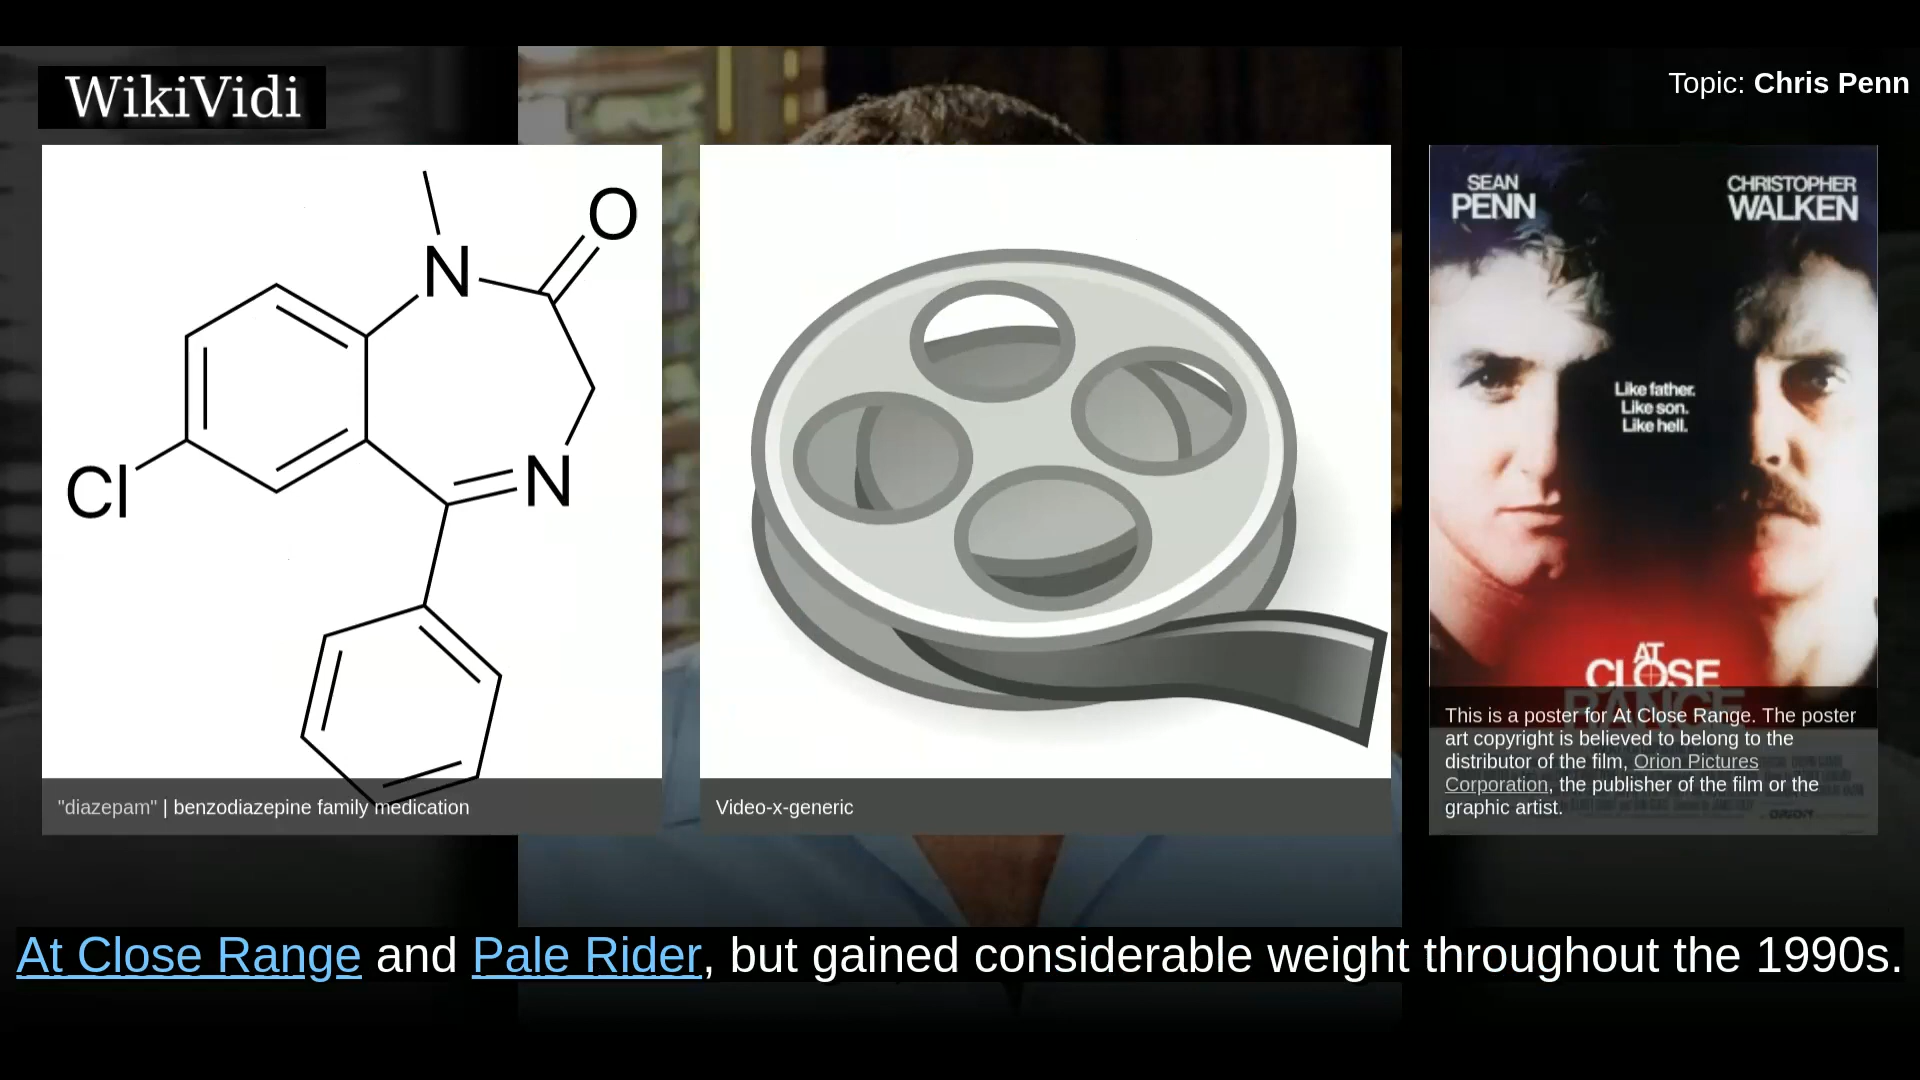 WikiVidi
Topic: Chris Penn
N
O
Cl
N
"diazepam" | benzodiazepine family medication
Video-x-generic
SEAN
PENN
CHRISTOPHER
WALKEN
Like father.
Like son.
Like hell.
AT
CLOSE
RANGE
This is a poster for At Close Range. The poster
art copyright is believed to belong to the
distributor of the film, Orion Pictures
Corporation, the publisher of the film or the
graphic artist.
ORION
At Close Range and Pale Rider, but gained considerable weight throughout the 1990s.